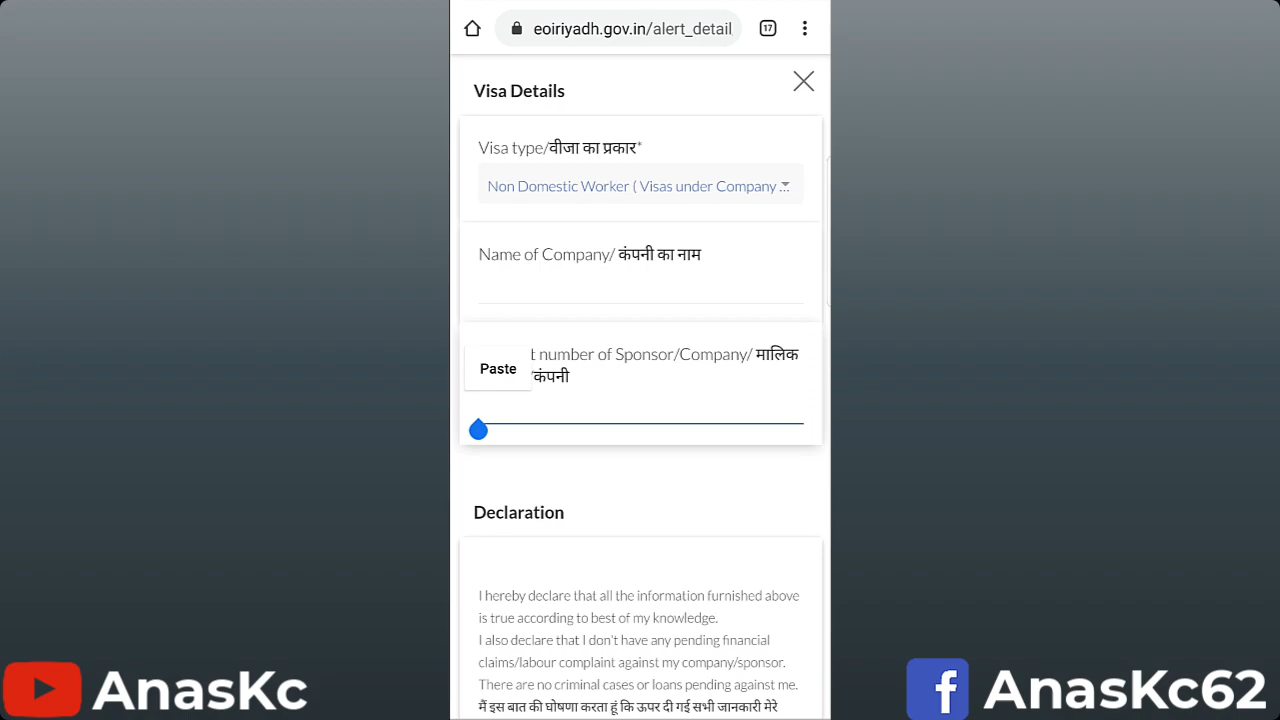 17
eoiriyadh.gov.in/alert_detail
Visa Details
Visa type/वीजा का प्रकार*
Non Domestic Worker ( Visas under Company ...
Name of Company/ कंपनी का नाम
t number of Sponsor/Company/ मालिक
Paste
/कंपनी
Declaration
I hereby declare that all the information furnished above
is true according to best of my knowledge.
I also declare that I don't have any pending financial
claims/labour complaint against my company/sponsor.
There are no criminal cases or loans pending against me.
मैं इस बात की घोषणा करता हूं कि ऊपर दी गई सभी जानकारी मेरे
AnasKc
AnasKc62